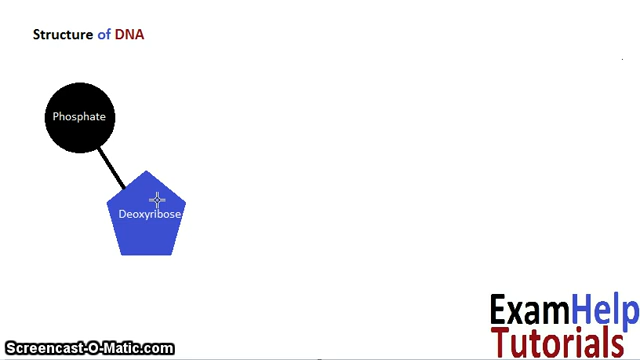 Structure of DNA
Phosphate
Deoxyribose
ExamHelp
Tutorials
Screencast-O-Matic.com